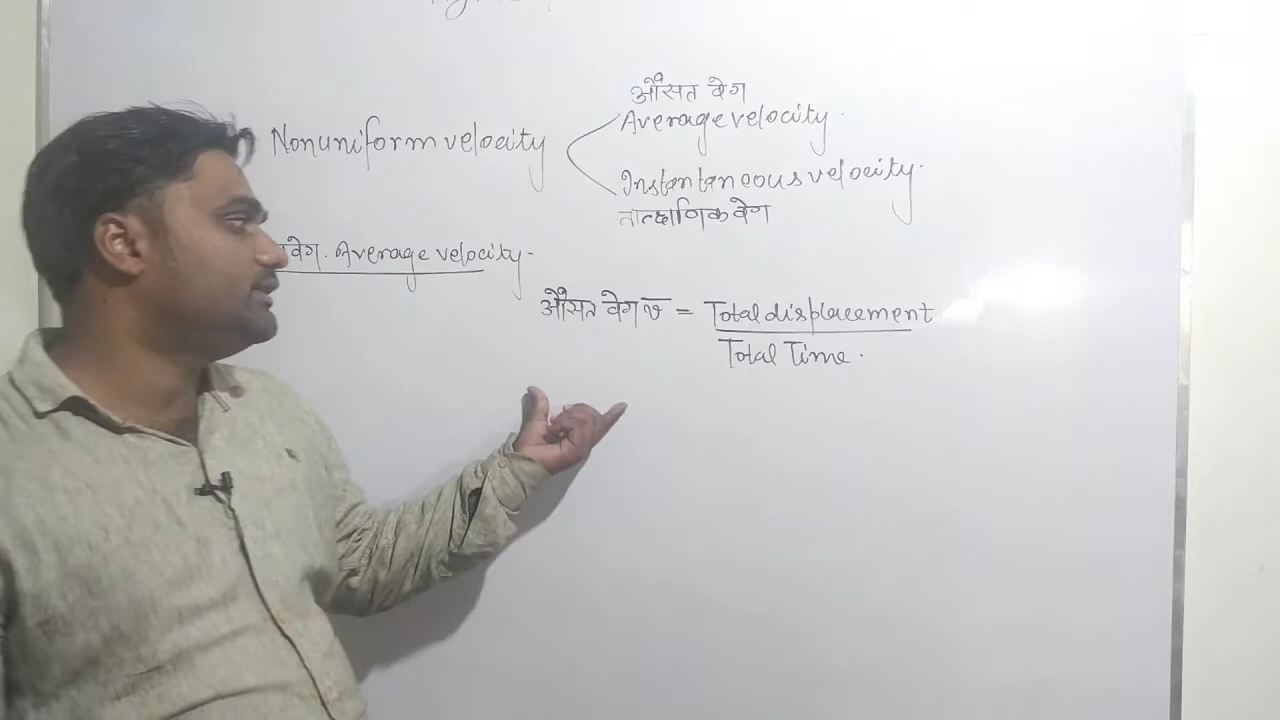 औसत वेग
Nonuniform velocity Average velocity.
Instantaneous velocity.
तात्क्षणिक वेग
वेग. Average velocity-
औसत वेग v̅ = Total displacement
Total Time.